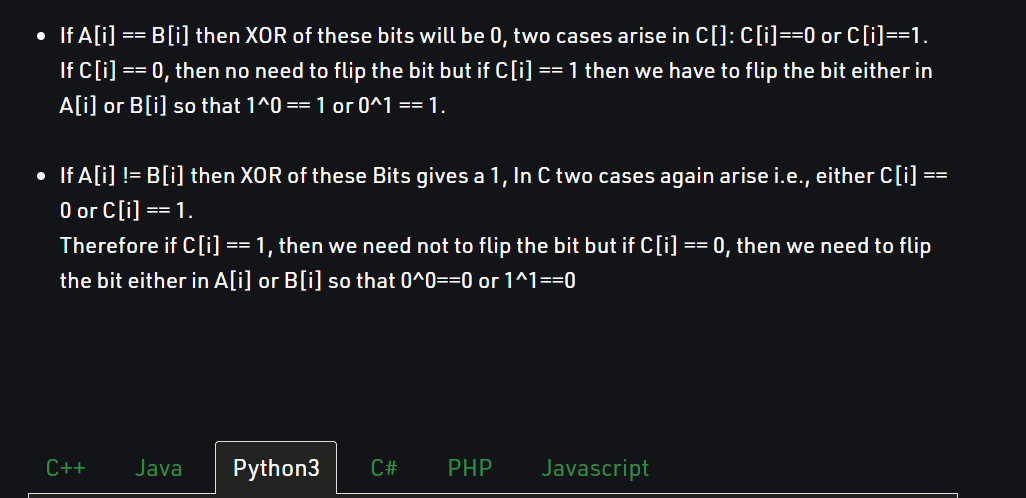 • If A[i] == B[i] then XOR of these bits will be 0, two cases arise in C[]: C[i]==0 or C[i]==1.
If C[i] == 0, then no need to flip the bit but if C[i] == 1 then we have to flip the bit either in
A[i] or B[i] so that 1^0 == 1 or 0^1 == 1.
• If A[i] != B[i] then XOR of these Bits gives a 1, In C two cases again arise i.e., either C[i] ==
0 or C[i] == 1.
Therefore if C[i] == 1, then we need not to flip the bit but if C[i] == 0, then we need to flip
the bit either in A[i] or B[i] so that 0^0==0 or 1^1==0
C++ Java Python3 C# PHP Javascript